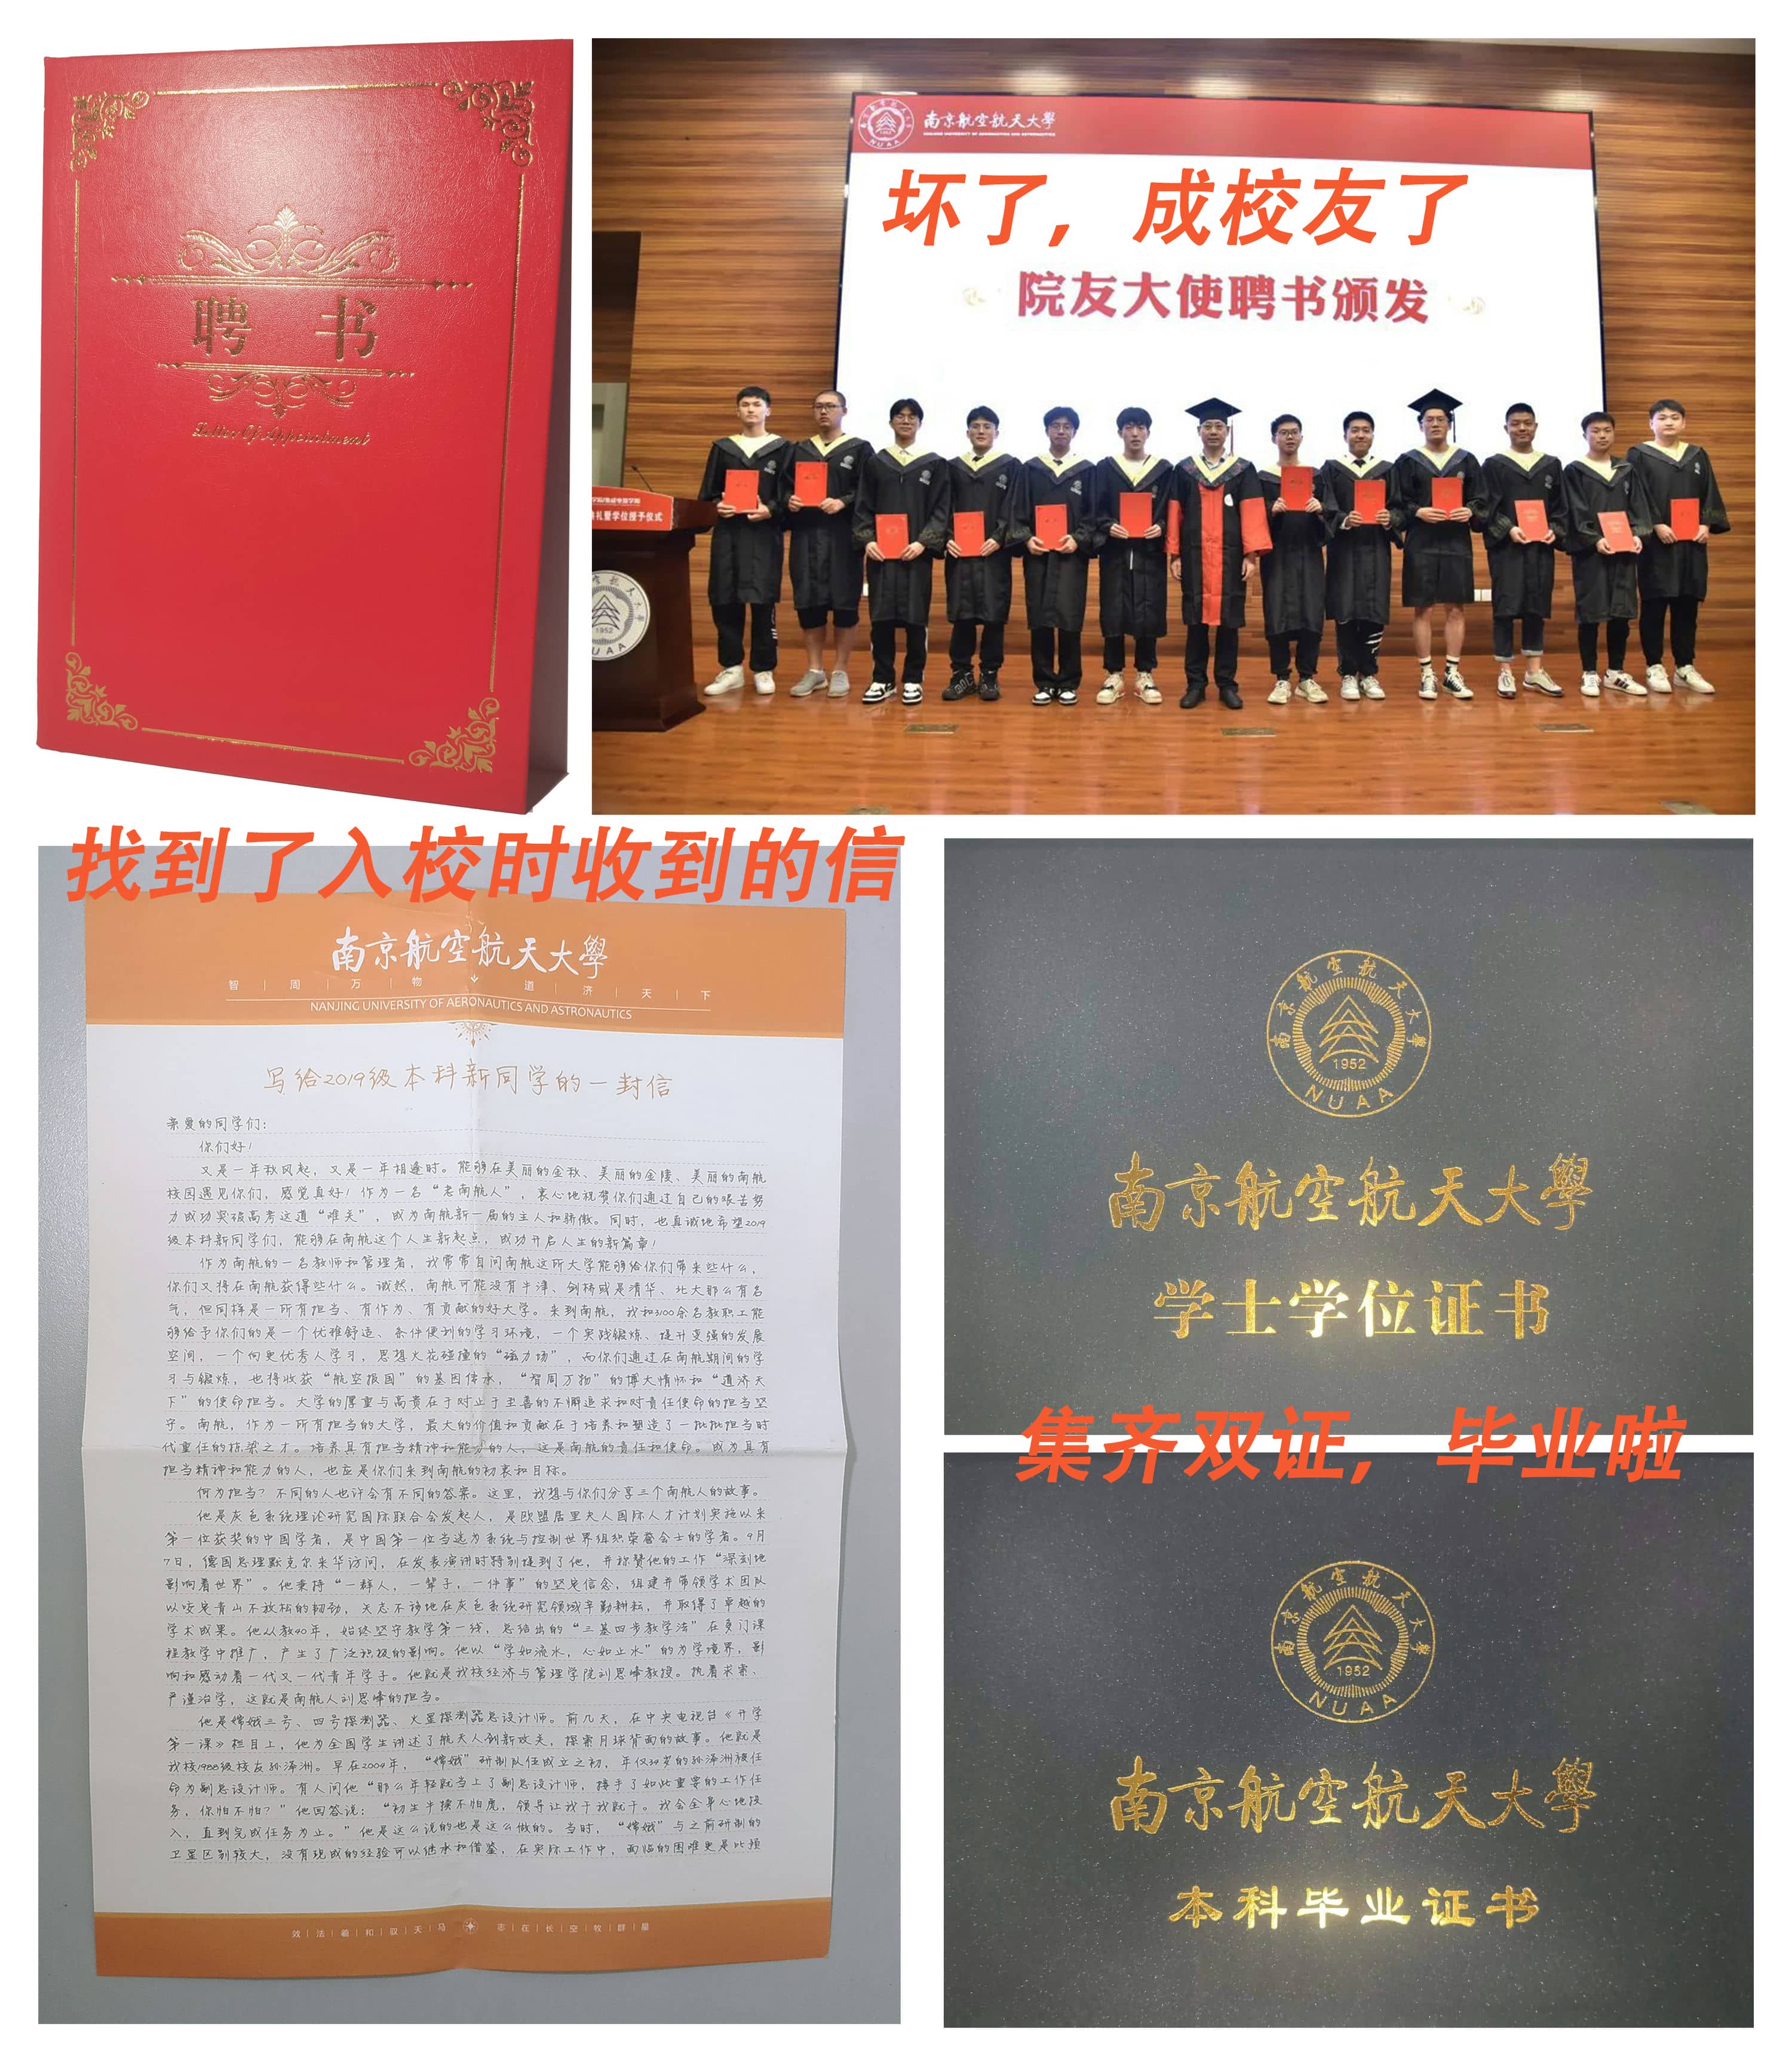 聘 书
Letter Of Appointment
南京航空航天大學
NANJING UNIVERSITY OF AERONAUTICS AND ASTRONAUTICS
NUAA
坏了，成校友了
院友大使聘书颁发
礼暨学位授予仪式
1952
NUAA
找到了入校时收到的信
南京航空航天大學
智周万物 道济天下
NANJING UNIVERSITY OF AERONAUTICS AND ASTRONAUTICS
写给2019级本科新同学的一封信
亲爱的同学们：
你们好！
又是一年秋风起，又是一年相逢时。能够在美丽的金秋、美丽的金陵、美丽的南航
校园遇见你们，感觉真好！作为一名“老南航人”，衷心地祝贺你们通过自己的艰苦努
力成功突破高考这道“难关”，成为南航新一届的主人和骄傲。同时，也真诚地希望2019
级本科新同学们，能够在南航这个人生新起点，成功开启人生的新篇章！
作为南航的一名教师和管理者，我常常自问南航这所大学能够给你们带来些什么，
你们又将在南航获得些什么。诚然，南航可能没有牛津、剑桥或是清华、北大那么有名
气，但同样是一所有担当、有作为、有贡献的好大学。来到南航，我和3100余名教职工能
够给予你们的是一个优雅舒适、条件便利的学习环境，一个实践锻炼、提升变强的发展
空间，一个向更优秀人学习，思想火花碰撞的“磁力场”，而你们通过在南航期间的学
习与锻炼，也将收获“航空报国”的基因传承，“智周万物”的博大情怀和“道济天
下”的使命担当。大学的厚重与高贵在于对止于至善的不懈追求和对责任使命的担当坚
守。南航，作为一所有担当的大学，最大的价值和贡献在于培养和塑造了一批批担当时
代重任的栋梁之才。培养具有担当精神和能力的人，这是南航的责任和使命。成为具有
担当精神和能力的人，也应是你们来到南航的初衷和目标。
何为担当？不同的人也许会有不同的答案。这里，我想与你们分享三个南航人的故事。
他是灰色系统理论研究国际联合会发起人，是欧盟居里夫人国际人才计划实施以来
第一位获奖的中国学者，是中国第一位当选为系统与控制世界组织荣誉会士的学者。9月
7日，德国总理默克尔来华访问，在发表演讲时特别提到了他，并称赞他的工作“深刻地
影响着世界”。他秉持“一群人，一辈子，一件事”的坚定信念，组建并带领学术团队
以咬定青山不放松的韧劲，矢志不移地在灰色系统研究领域辛勤耕耘，并取得了卓越的
学术成果。他从教40年，始终坚守教学第一线，总结出的“三基四步教学法”在多门课
程教学中推广，产生了广泛积极的影响。他以“学如流水，心如止水”的为学境界，影
响和感动着一代又一代青年学子。他就是我校经济与管理学院刘思峰教授。执着求索、
严谨治学，这就是南航人刘思峰的担当。
他是嫦娥三号、四号探测器、火星探测器总设计师。前几天，在中央电视台《开学
第一课》栏目上，他为全国学生讲述了航天人创新攻关，探索月球背面的故事。他就是
我校1988级校友孙泽洲。早在2004年，“嫦娥”研制队伍成立之初，年仅34岁的孙泽洲被任
命为副总设计师。有人问他“那么年轻就当上了副总设计师，接手了如此重要的工作任
务，你怕不怕？”他回答说：“初生牛犊不怕虎，领导让我干我就干。我会全身心地投
入，直到完成任务为止。”他是这么说的也是这么做的。当时，“嫦娥”与之前研制的
卫星区别较大，没有现成的经验可以继承和借鉴，在实际工作中，面临的困难更是比预
效法羲和驭天马 志在长空牧群星
南京航空航天大學
1952
NUAA
南京航空航天大學
学士学位证书
集齐双证，毕业啦
南京航空航天大學
1952
NUAA
南京航空航天大學
本科毕业证书